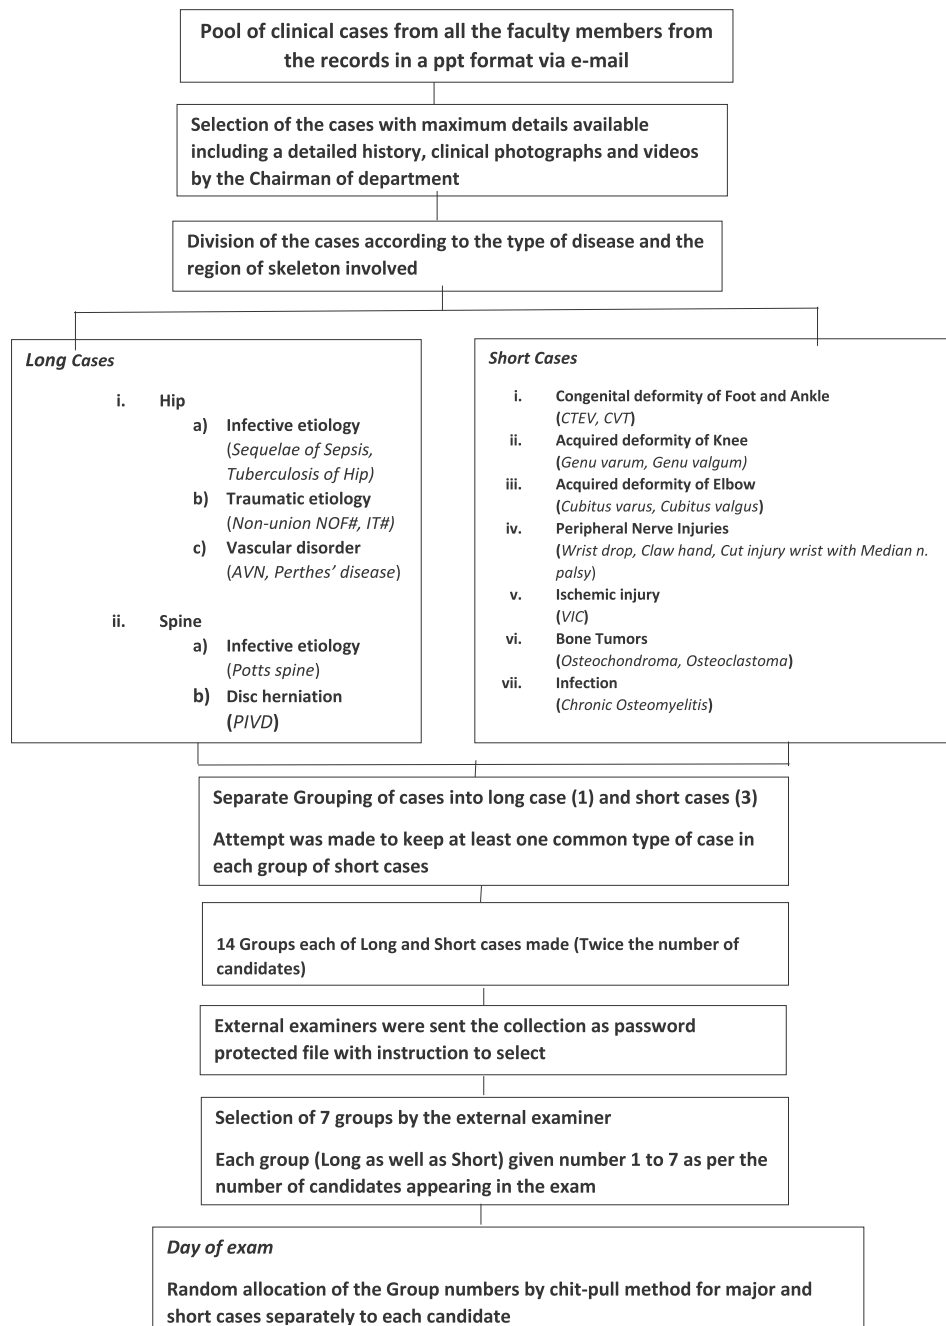 Pool of clinical cases from all the faculty members from
the records in a ppt format via e-mail
Selection of the cases with maximum details available
including a detailed history, clinical photographs and videos
by the Chairman of department
Division of the cases according to the type of disease and the
region of skeleton involved
Long Cases
i. Hip
a) Infective etiology
(Sequelae of Sepsis,
Tuberculosis of Hip)
b) Traumatic etiology
(Non-union NOF#, IT#)
c) Vascular disorder
(AVN, Perthes’ disease)
ii. Spine
a) Infective etiology
(Potts spine)
b) Disc herniation
(PIVD)
Short Cases
i. Congenital deformity of Foot and Ankle
(CTEV, CVT)
ii. Acquired deformity of Knee
(Genu varum, Genu valgum)
iii. Acquired deformity of Elbow
(Cubitus varus, Cubitus valgus)
iv. Peripheral Nerve Injuries
(Wrist drop, Claw hand, Cut injury wrist with Median n.
palsy)
v. Ischemic injury
(VIC)
vi. Bone Tumors
(Osteochondroma, Osteoclastoma)
vii. Infection
(Chronic Osteomyelitis)
Separate Grouping of cases into long case (1) and short cases (3)
Attempt was made to keep at least one common type of case in
each group of short cases
14 Groups each of Long and Short cases made (Twice the number of
candidates)
External examiners were sent the collection as password
protected file with instruction to select
Selection of 7 groups by the external examiner
Each group (Long as well as Short) given number 1 to 7 as per the
number of candidates appearing in the exam
Day of exam
Random allocation of the Group numbers by chit-pull method for major and
short cases separately to each candidate